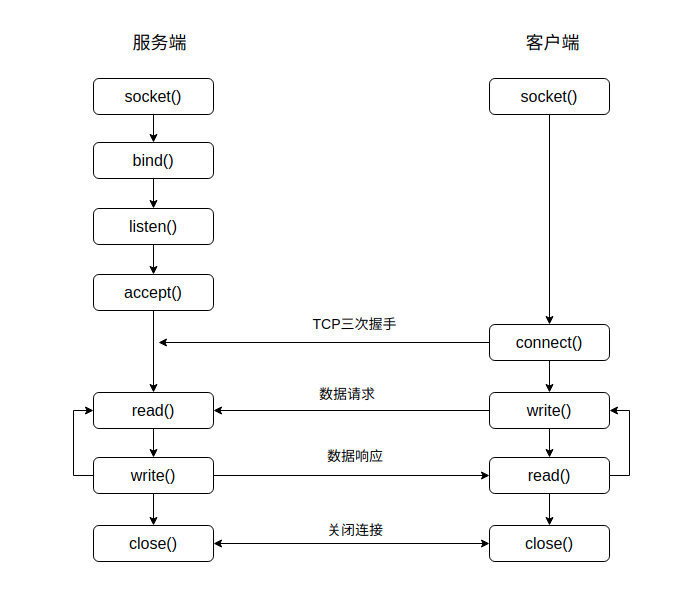 服务端
客户端
socket()
socket()
bind()
listen()
accept()
TCP三次握手
connect()
数据请求
read()
write()
数据响应
write()
read()
关闭连接
close()
close()